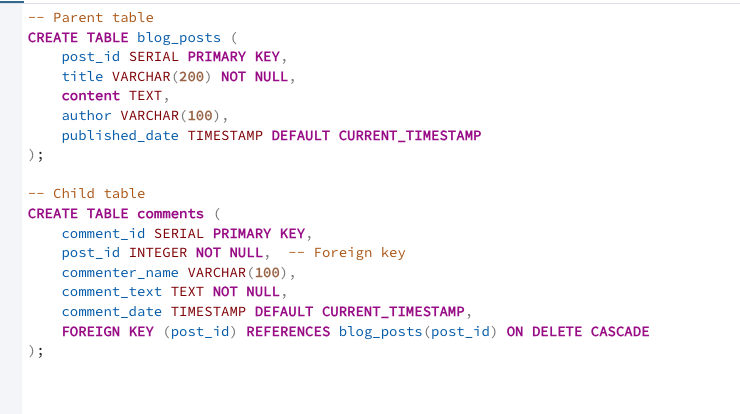 -- Parent table
CREATE TABLE blog_posts (
    post_id SERIAL PRIMARY KEY,
    title VARCHAR(200) NOT NULL,
    content TEXT,
    author VARCHAR(100),
    published_date TIMESTAMP DEFAULT CURRENT_TIMESTAMP
);

-- Child table
CREATE TABLE comments (
    comment_id SERIAL PRIMARY KEY,
    post_id INTEGER NOT NULL,  -- Foreign key
    commenter_name VARCHAR(100),
    comment_text TEXT NOT NULL,
    comment_date TIMESTAMP DEFAULT CURRENT_TIMESTAMP,
    FOREIGN KEY (post_id) REFERENCES blog_posts(post_id) ON DELETE CASCADE
);